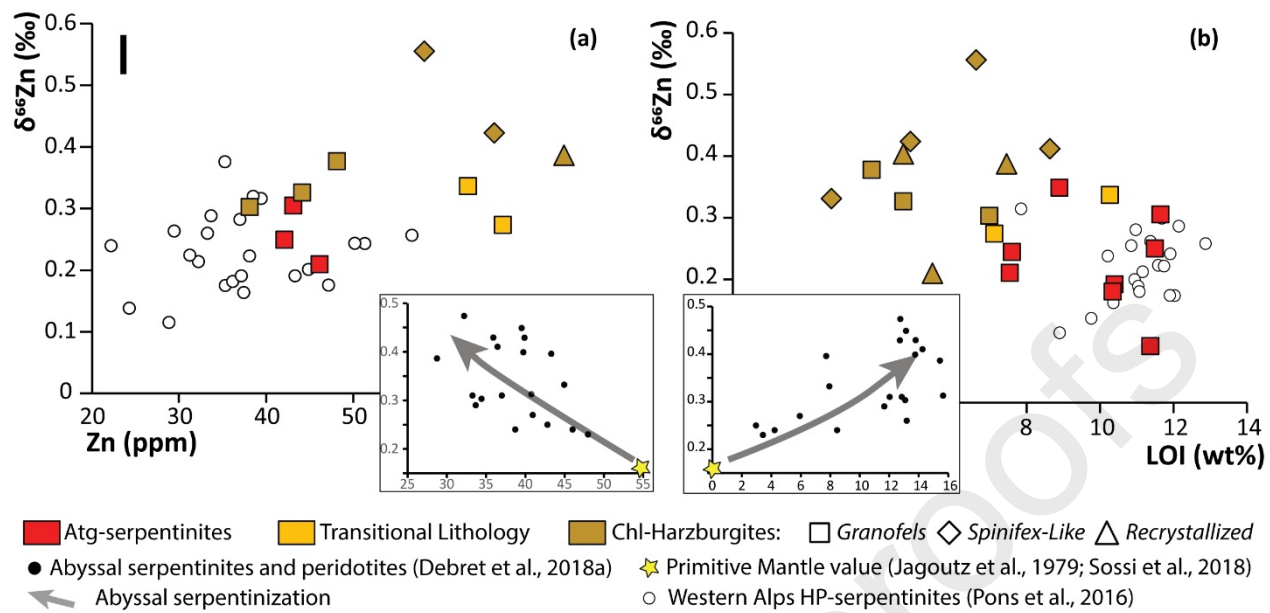 (a)
δ⁶⁶Zn (‰)
0.6
0.5
0.4
0.3
0.2
0.1
0
20 30 40 50
Zn (ppm)
0.5
0.4
0.3
0.2
25 30 35 40 45 50 55
(b)
δ⁶⁶Zn (‰)
0.6
0.5
0.4
0.3
0.2
8 10 12 14
LOI (wt%)
0.5
0.4
0.3
0.2
0 2 4 6 8 10 12 14 16
Atg-serpentinites Transitional Lithology Chl-Harzburgites: Granofels Spinifex-Like Recrystallized
Abyssal serpentinites and peridotites (Debret et al., 2018a) Primitive Mantle value (Jagoutz et al., 1979; Sossi et al., 2018)
Abyssal serpentinization Western Alps HP-serpentinites (Pons et al., 2016)
roofs